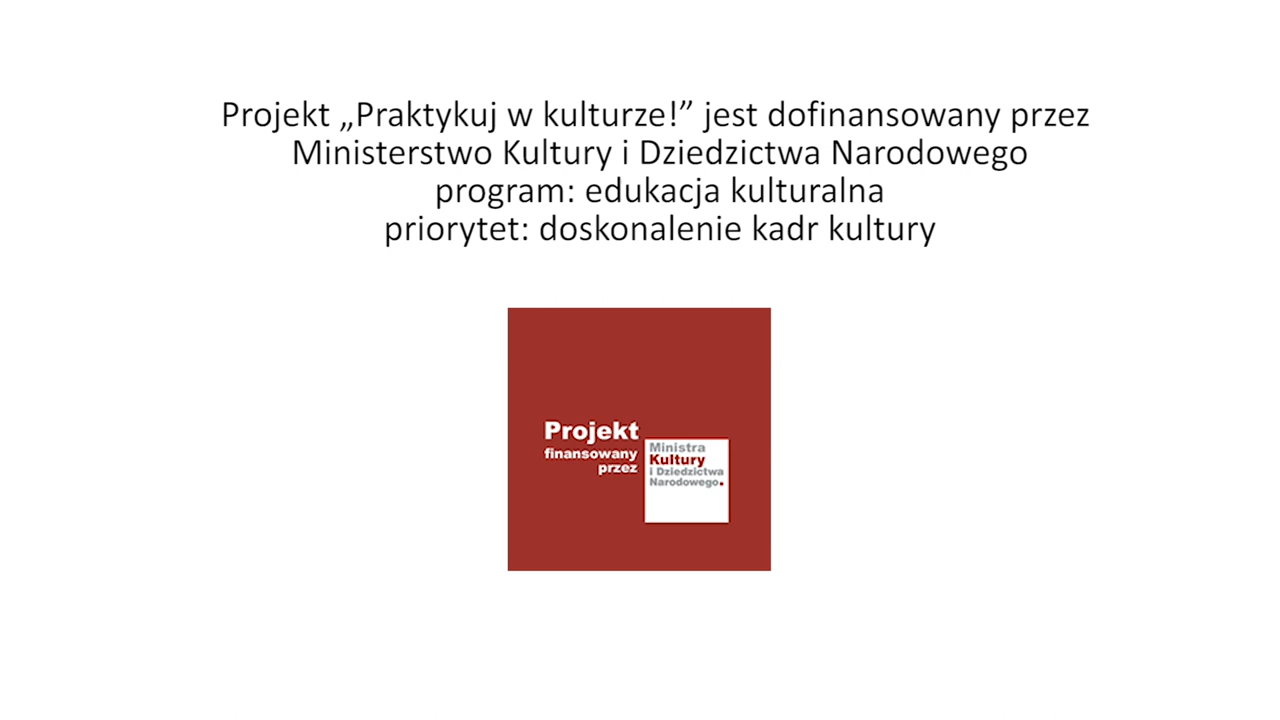 Projekt „Praktykuj w kulturze!” jest dofinansowany przez
Ministerstwo Kultury i Dziedzictwa Narodowego
program: edukacja kulturalna
priorytet: doskonalenie kadr kultury
Projekt
finansowany
przez
Ministra
Kultury
i Dziedzictwa
Narodowego.